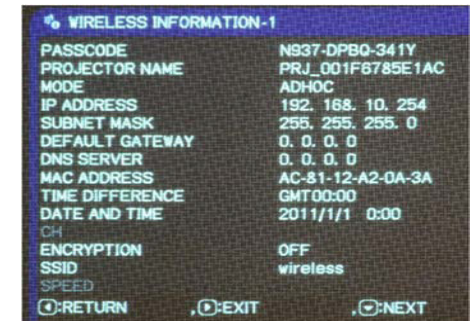 WIRELESS INFORMATION-1
PASSCODE N937-DPBQ-341Y
PROJECTOR NAME PRJ_001F6785E1AC
MODE ADHOC
IP ADDRESS 192. 168. 10. 254
SUBNET MASK 255. 255. 255. 0
DEFAULT GATEWAY 0. 0. 0. 0
DNS SERVER 0. 0. 0. 0
MAC ADDRESS AC-81-12-A2-0A-3A
TIME DIFFERENCE GMT00:00
DATE AND TIME 2011/1/1 0:00
CH
ENCRYPTION OFF
SSID wireless
SPEED
:RETURN ,:EXIT ,:NEXT